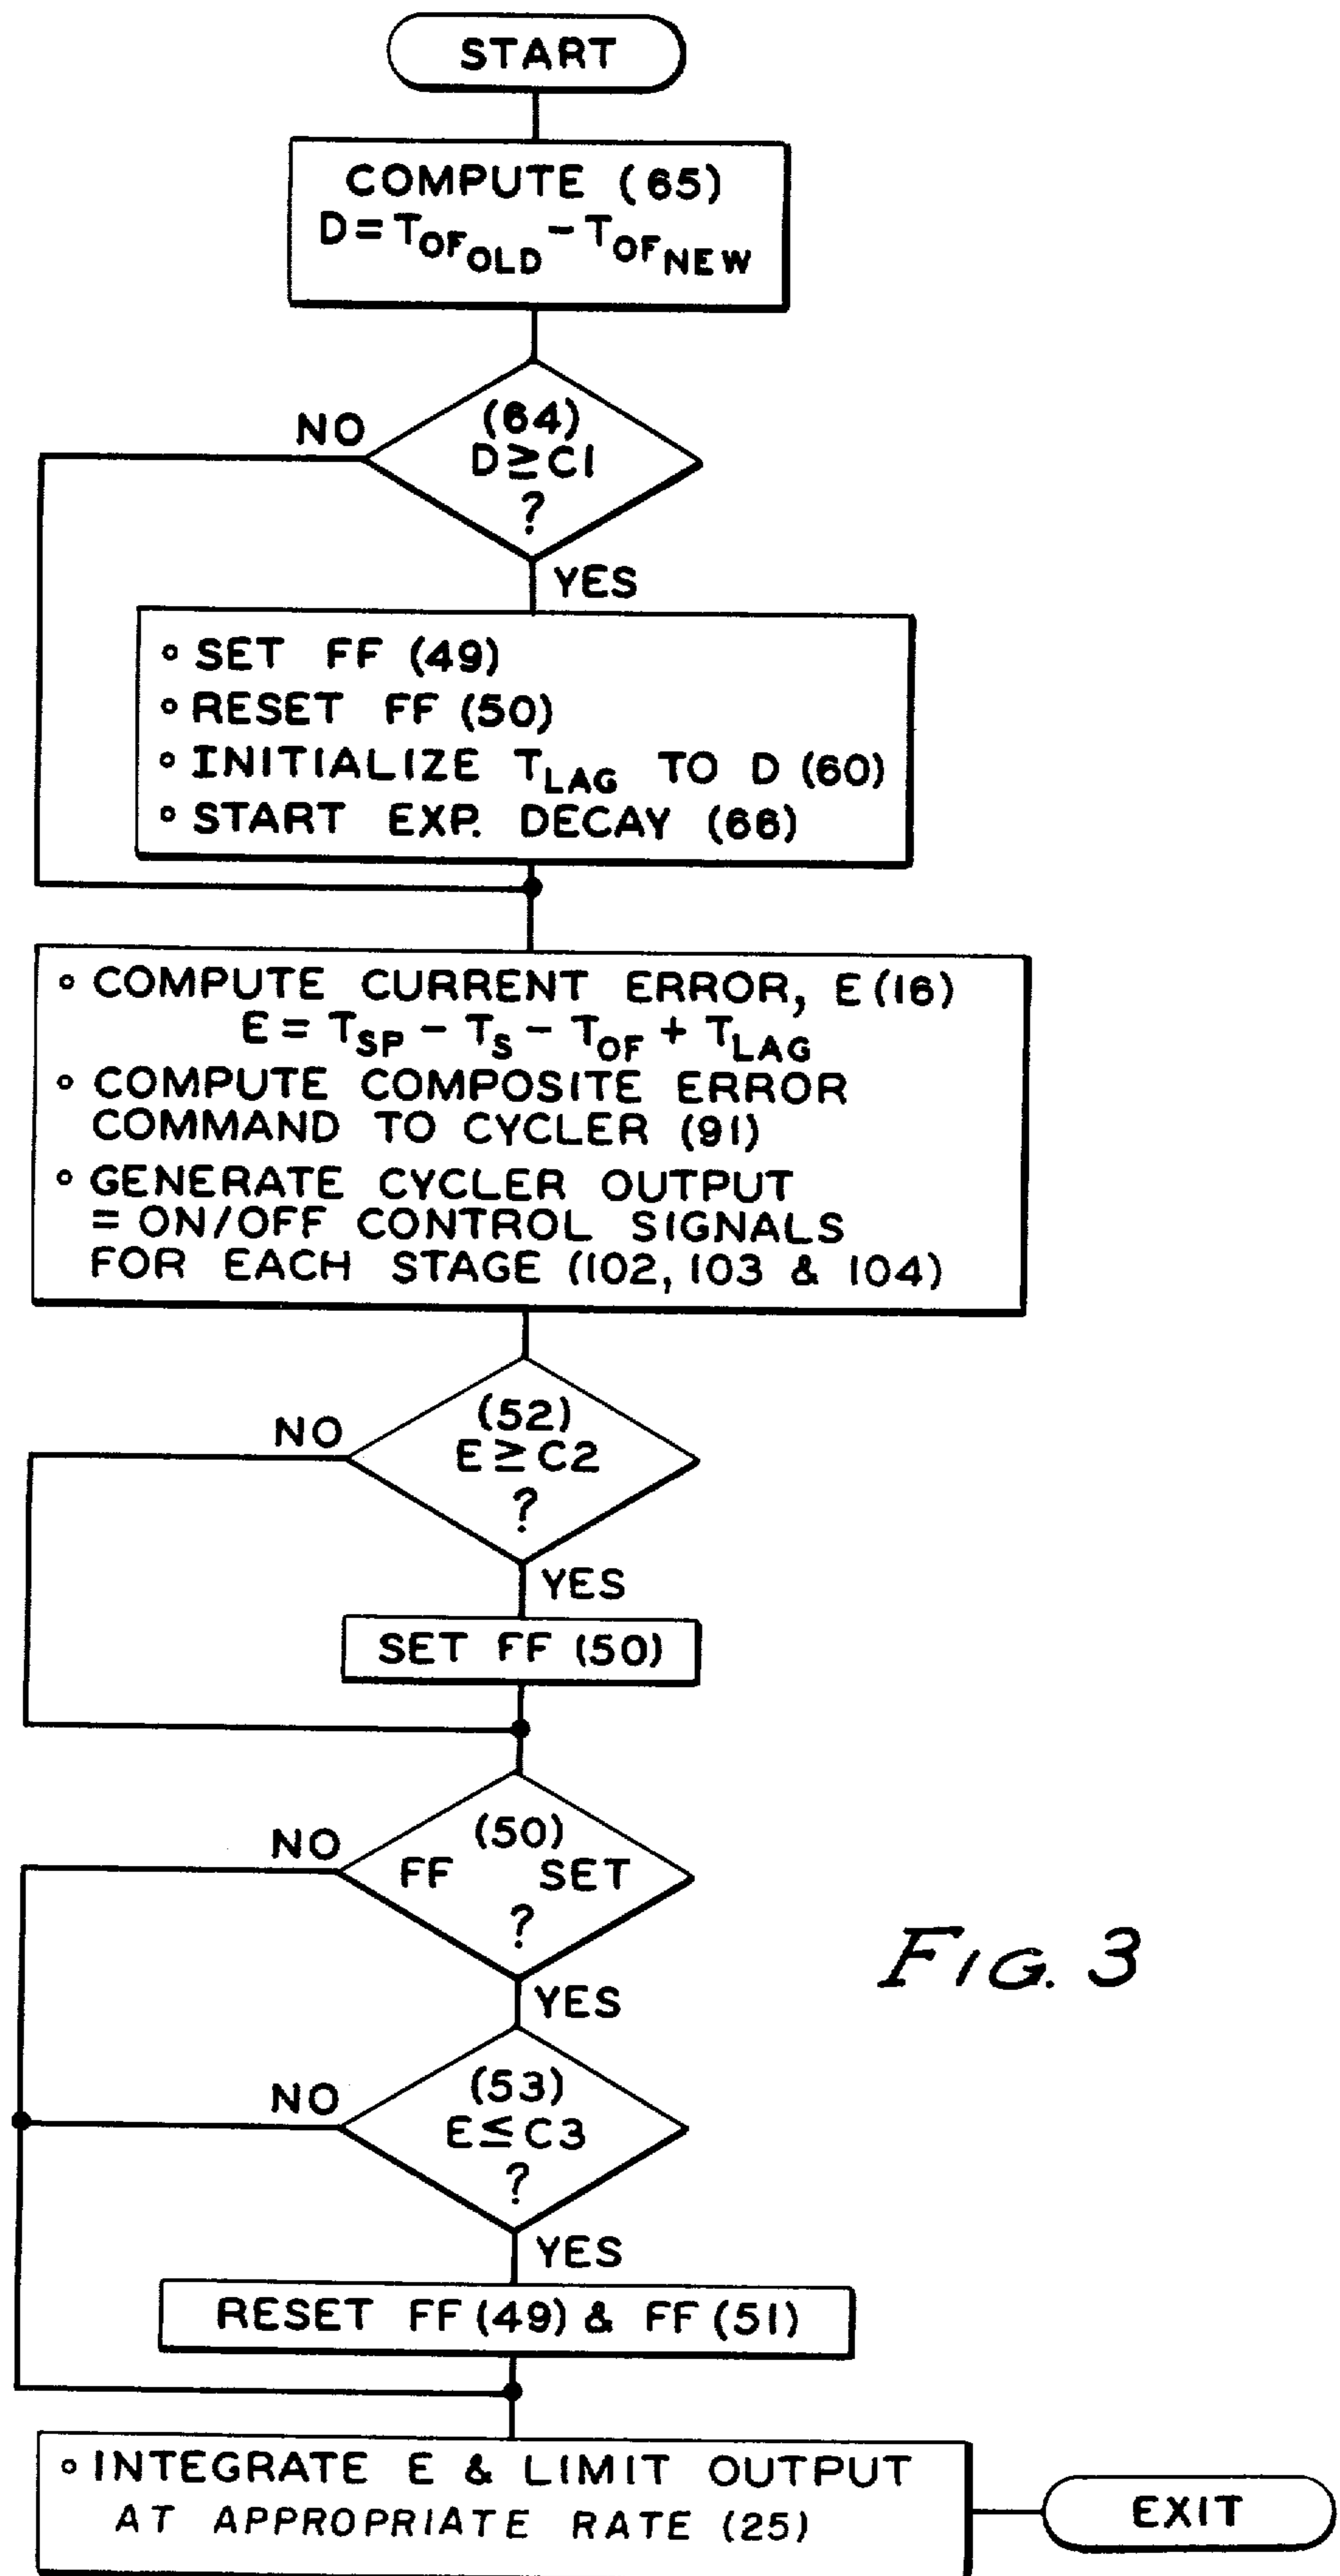 START
COMPUTE (65)
D = T_OF_OLD - T_OF_NEW
(64)
NO
D ≥ C1
?
YES
° SET FF (49)
° RESET FF (50)
° INITIALIZE T_LAG TO D (60)
° START EXP. DECAY (66)
° COMPUTE CURRENT ERROR, E (16)
E = T_SP - T_S - T_OF + T_LAG
° COMPUTE COMPOSITE ERROR
COMMAND TO CYCLER (91)
° GENERATE CYCLER OUTPUT
= ON/OFF CONTROL SIGNALS
FOR EACH STAGE (102, 103 & 104)
(52)
NO
E ≥ C2
?
YES
SET FF (50)
(50)
NO
FF SET
?
YES
FIG. 3
(53)
NO
E ≤ C3
?
YES
RESET FF (49) & FF (51)
° INTEGRATE E & LIMIT OUTPUT
AT APPROPRIATE RATE (25)
EXIT